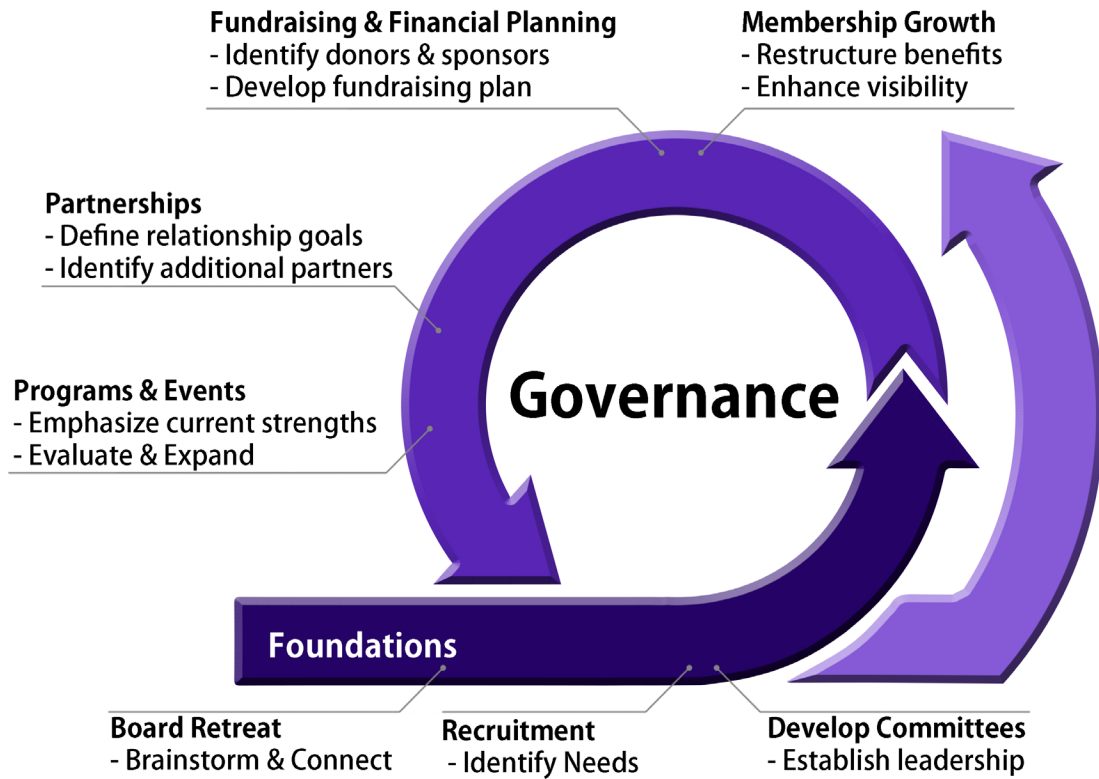 Fundraising & Financial Planning
- Identify donors & sponsors
- Develop fundraising plan
Membership Growth
- Restructure benefits
- Enhance visibility
Partnerships
- Define relationship goals
- Identify additional partners
Programs & Events
- Emphasize current strengths
- Evaluate & Expand
Governance
Foundations
Board Retreat
- Brainstorm & Connect
Recruitment
- Identify Needs
Develop Committees
- Establish leadership